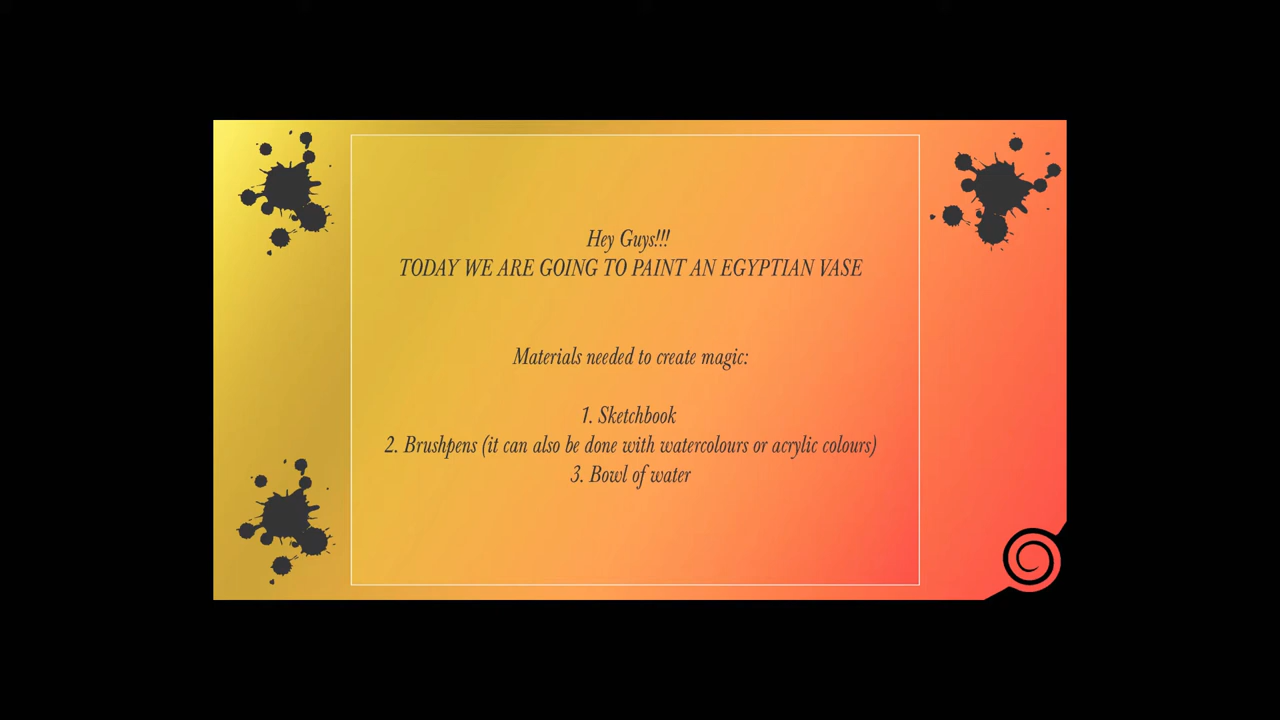 Hey Guys!!!
TODAY WE ARE GOING TO PAINT AN EGYPTIAN VASE
Materials needed to create magic:
1. Sketchbook
2. Brushpens (it can also be done with watercolours or acrylic colours)
3. Bowl of water